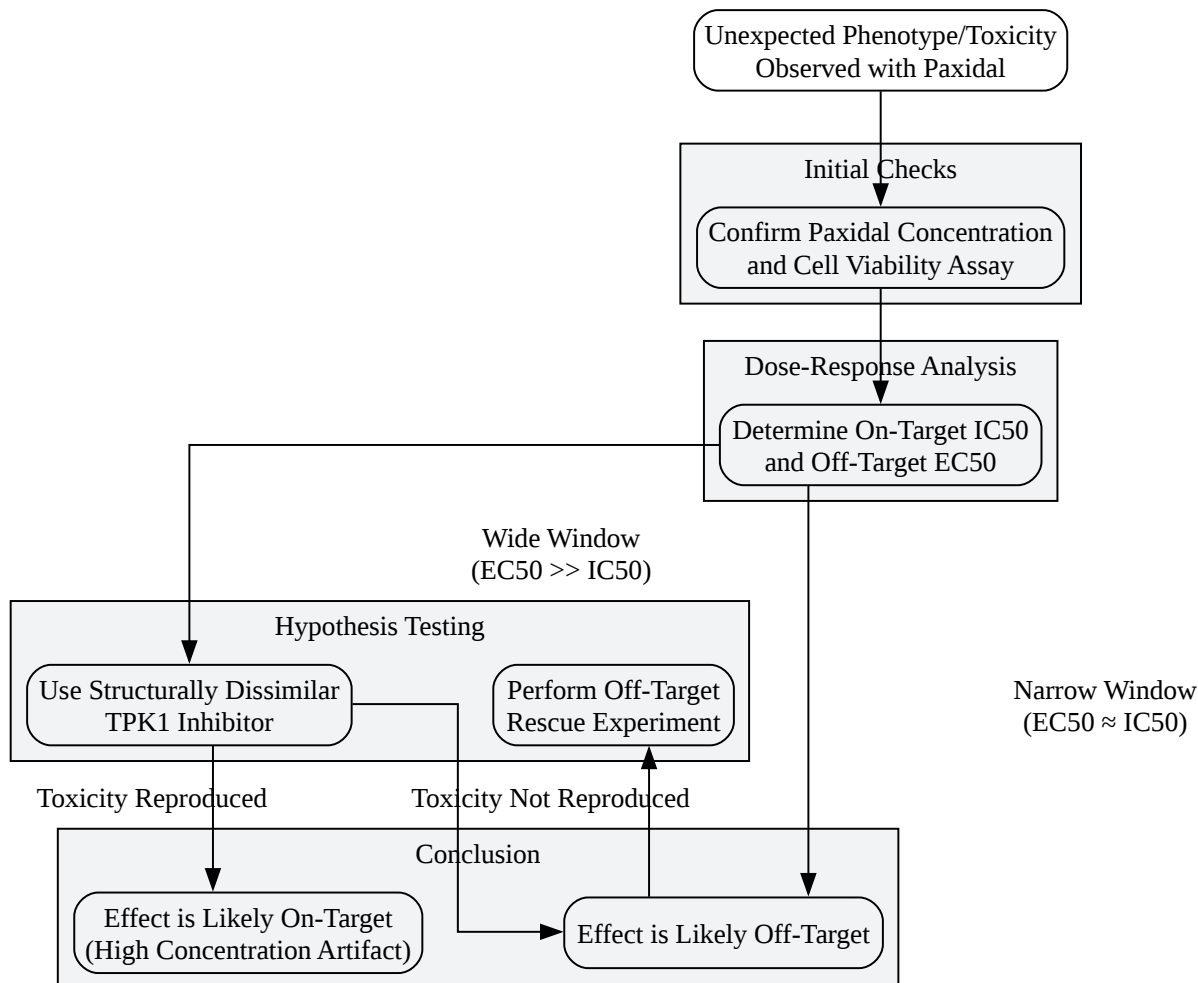 Unexpected Phenotype/Toxicity
Observed with Paxidal
Initial Checks
Confirm Paxidal Concentration
and Cell Viability Assay
Dose-Response Analysis
Determine On-Target IC50
and Off-Target EC50
Wide Window
(EC50 >> IC50)
Hypothesis Testing
Use Structurally Dissimilar
TPK1 Inhibitor
Perform Off-Target
Rescue Experiment
Narrow Window
(EC50 ≈ IC50)
Toxicity Reproduced
Toxicity Not Reproduced
Conclusion
Effect is Likely On-Target
(High Concentration Artifact)
Effect is Likely Off-Target